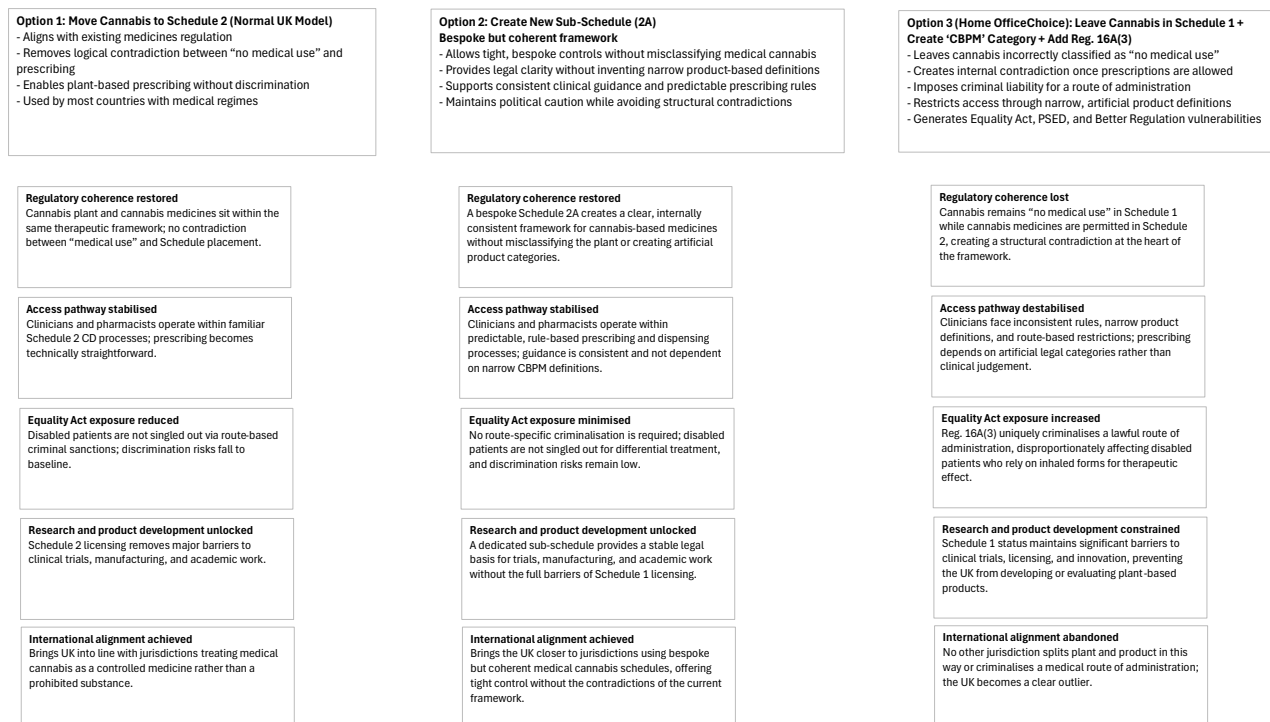 Option 1: Move Cannabis to Schedule 2 (Normal UK Model)
- Aligns with existing medicines regulation
- Removes logical contradiction between “no medical use” and
prescribing
- Enables plant-based prescribing without discrimination
- Used by most countries with medical regimes
Option 2: Create New Sub-Schedule (2A)
Bespoke but coherent framework
- Allows tight, bespoke controls without misclassifying medical cannabis
- Provides legal clarity without inventing narrow product-based definitions
- Supports consistent clinical guidance and predictable prescribing rules
- Maintains political caution while avoiding structural contradictions
Option 3 (Home OfficeChoice): Leave Cannabis in Schedule 1 +
Create ‘CBPM’ Category + Add Reg. 16A(3)
- Leaves cannabis incorrectly classified as “no medical use”
- Creates internal contradiction once prescriptions are allowed
- Imposes criminal liability for a route of administration
- Restricts access through narrow, artificial product definitions
- Generates Equality Act, PSED, and Better Regulation vulnerabilities
Regulatory coherence restored
Cannabis plant and cannabis medicines sit within the
same therapeutic framework; no contradiction
between “medical use” and Schedule placement.
Regulatory coherence restored
A bespoke Schedule 2A creates a clear, internally
consistent framework for cannabis-based medicines
without misclassifying the plant or creating artificial
product categories.
Regulatory coherence lost
Cannabis remains “no medical use” in Schedule 1
while cannabis medicines are permitted in Schedule
2, creating a structural contradiction at the heart of
the framework.
Access pathway stabilised
Clinicians and pharmacists operate within familiar
Schedule 2 CD processes; prescribing becomes
technically straightforward.
Access pathway stabilised
Clinicians and pharmacists operate within
predictable, rule-based prescribing and dispensing
processes; guidance is consistent and not dependent
on narrow CBPM definitions.
Access pathway destabilised
Clinicians face inconsistent rules, narrow product
definitions, and route-based restrictions; prescribing
depends on artificial legal categories rather than
clinical judgement.
Equality Act exposure reduced
Disabled patients are not singled out via route-based
criminal sanctions; discrimination risks fall to
baseline.
Equality Act exposure minimised
No route-specific criminalisation is required; disabled
patients are not singled out for differential treatment,
and discrimination risks remain low.
Equality Act exposure increased
Reg. 16A(3) uniquely criminalises a lawful route of
administration, disproportionately affecting disabled
patients who rely on inhaled forms for therapeutic
effect.
Research and product development unlocked
Schedule 2 licensing removes major barriers to
clinical trials, manufacturing, and academic work.
Research and product development unlocked
A dedicated sub-schedule provides a stable legal
basis for trials, manufacturing, and academic work
without the full barriers of Schedule 1 licensing.
Research and product development constrained
Schedule 1 status maintains significant barriers to
clinical trials, licensing, and innovation, preventing
the UK from developing or evaluating plant-based
products.
International alignment achieved
Brings UK into line with jurisdictions treating medical
cannabis as a controlled medicine rather than a
prohibited substance.
International alignment achieved
Brings the UK closer to jurisdictions using bespoke
but coherent medical cannabis schedules, offering
tight control without the contradictions of the current
framework.
International alignment abandoned
No other jurisdiction splits plant and product in this
way or criminalises a medical route of administration;
the UK becomes a clear outlier.